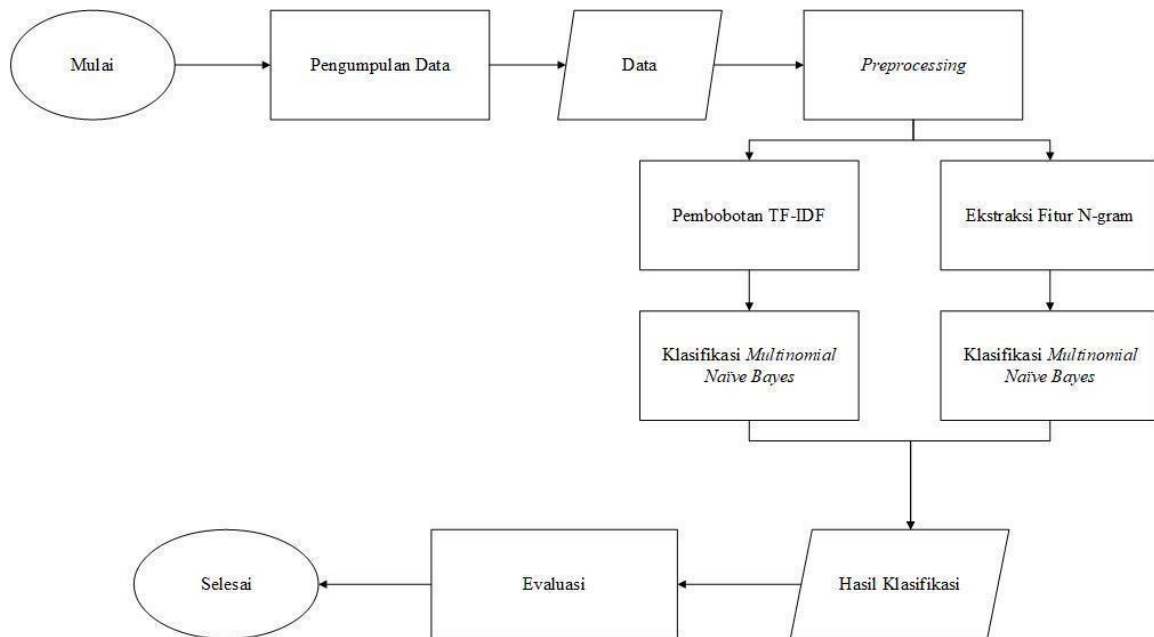 Mulai
Pengumpulan Data
Data
Preprocessing
Pembobotan TF-IDF
Ekstraksi Fitur N-gram
Klasifikasi Multinomial
Naïve Bayes
Klasifikasi Multinomial
Naïve Bayes
Selesai
Evaluasi
Hasil Klasifikasi